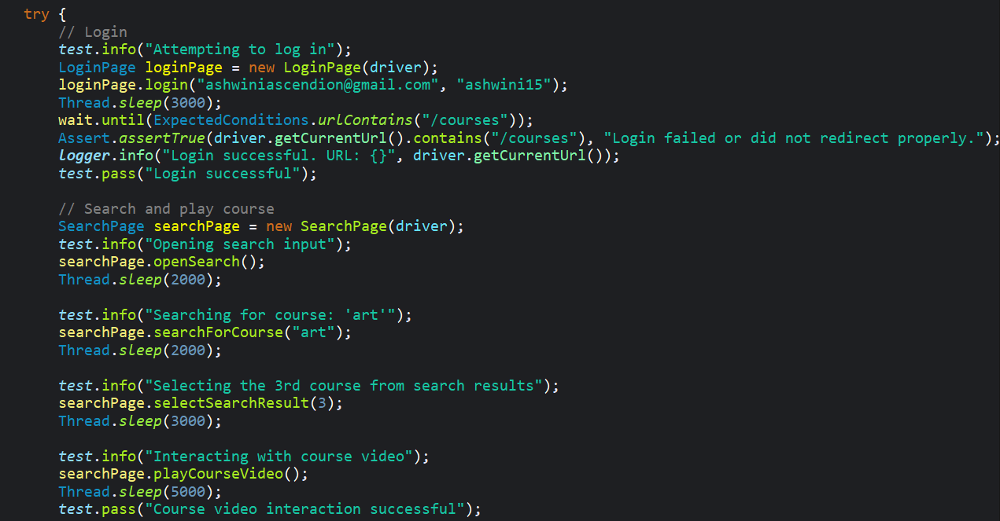 try {
// Login
test.info("Attempting to log in");
LoginPage loginPage = new LoginPage(driver);
loginPage.login("ashwiniascendion@gmail.com", "ashwini15");
Thread.sleep(3000);
wait.until(ExpectedConditions.urlContains("/courses"));
Assert.assertTrue(driver.getCurrentUrl().contains("/courses"), "Login failed or did not redirect properly.");
logger.info("Login successful. URL: {}", driver.getCurrentUrl());
test.pass("Login successful");
// Search and play course
SearchPage searchPage = new SearchPage(driver);
test.info("Opening search input");
searchPage.openSearch();
Thread.sleep(2000);
test.info("Searching for course: 'art'");
searchPage.searchForCourse("art");
Thread.sleep(2000);
test.info("Selecting the 3rd course from search results");
searchPage.selectSearchResult(3);
Thread.sleep(3000);
test.info("Interacting with course video");
searchPage.playCourseVideo();
Thread.sleep(5000);
test.pass("Course video interaction successful");